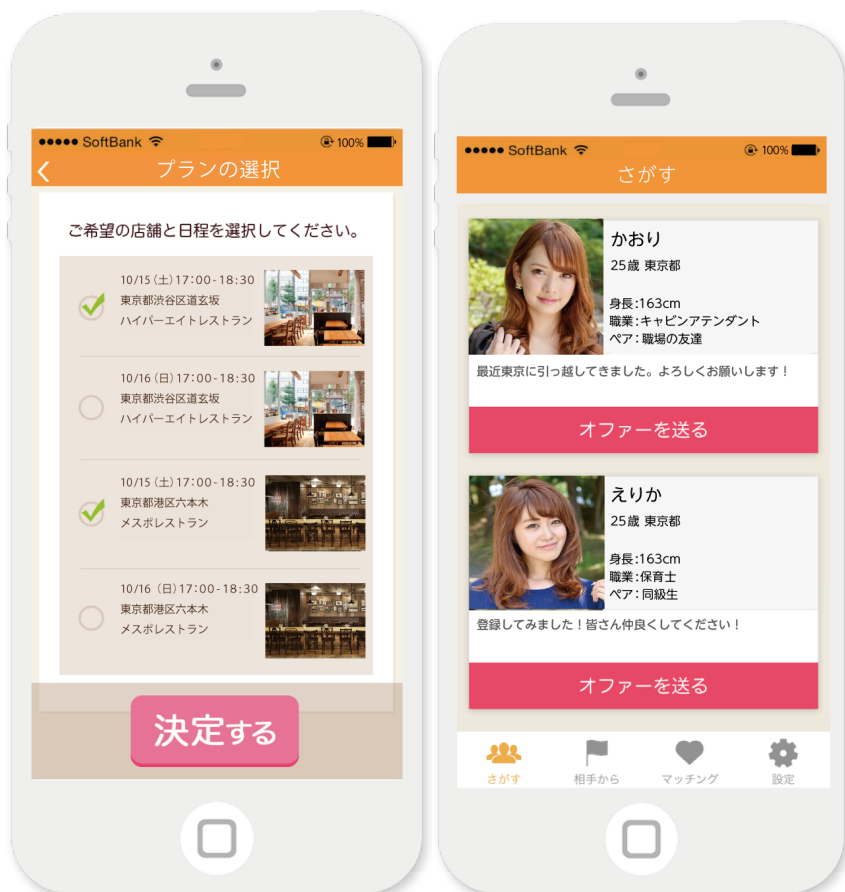 SoftBank 100%
プランの選択
ご希望の店舗と日程を選択してください。
10/15 (土)17:00-18:30
東京都渋谷区道玄坂
ハイパーエイトレストラン
10/16 (日)17:00-18:30
東京都渋谷区道玄坂
ハイパーエイトレストラン
10/15 (土)17:00-18:30
東京都港区六本木
メスポレストラン
10/16 (日)17:00-18:30
東京都港区六本木
メスポレストラン
決定する
SoftBank 100%
さがす
かおり
25歳 東京都
身長:163cm
職業:キャビンアテンダント
ペア:職場の友達
最近東京に引っ越してきました。よろしくお願いします!
オファーを送る
えりか
25歳 東京都
身長:163cm
職業:保育士
ペア:同級生
登録してみました!皆さん仲良くしてください!
オファーを送る
さがす 相手から マッチング 設定